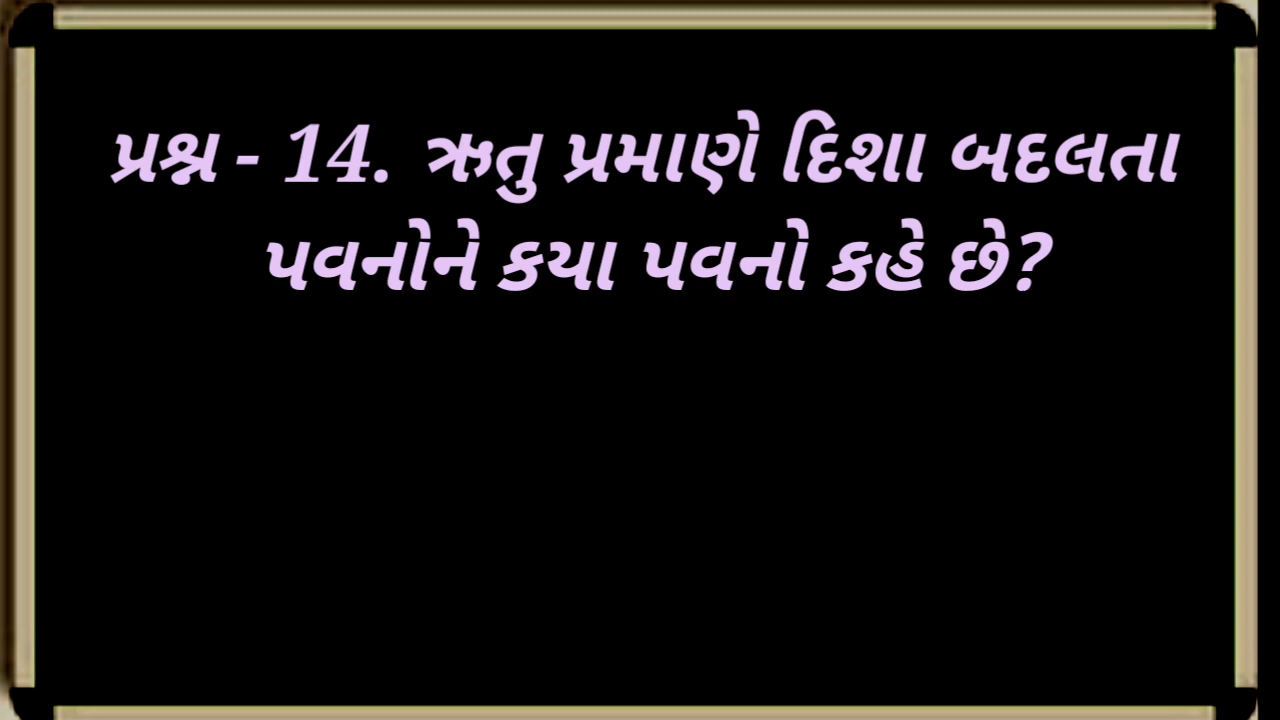 પ્રશ્ન - 14. ઋતુ પ્રમાણે દિશા બદલતા
પવનોને કયા પવનો કહે છે?